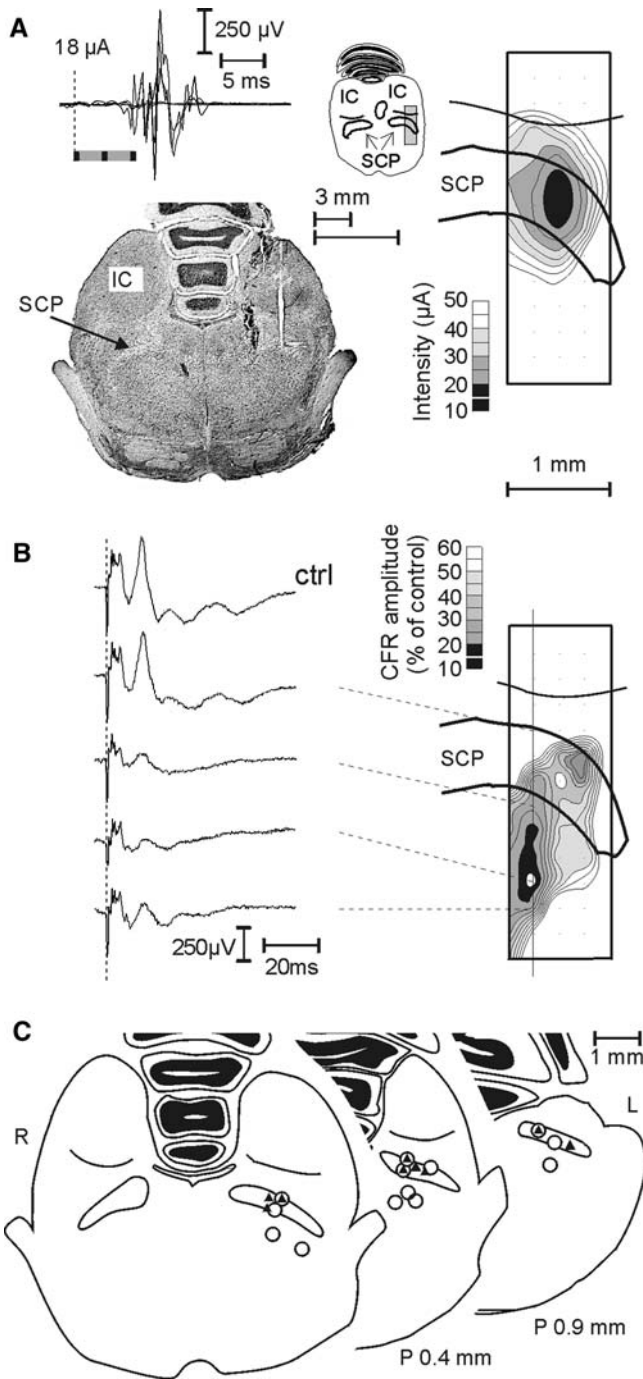 A
18 µA
250 µV
5 ms
IC
IC
SCP
3 mm
IC
SCP
SCP
50
40
30
20
10
Intensity (µA)
1 mm
B
ctrl
60
50
40
30
20
10
CFR amplitude
(% of control)
SCP
250µV
20ms
C
1 mm
R
L
P 0.4 mm
P 0.9 mm